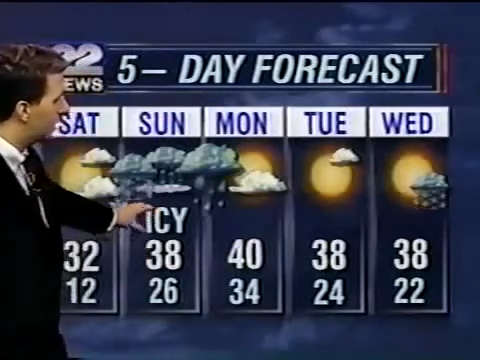 22
NEWS
5- DAY FORECAST
SAT SUN MON TUE WED
ICY
32 38 40 38 38
12 26 34 24 22